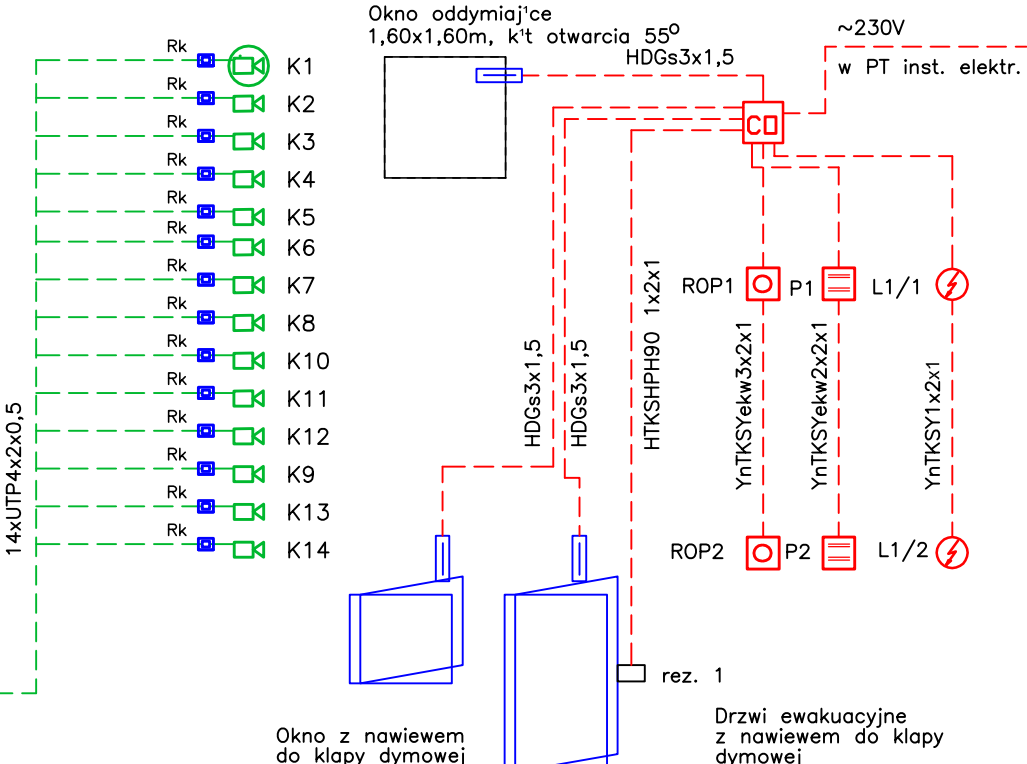 Okno oddymiaj¹ce
1,60x1,60m, k¹t otwarcia 55°
HDGs3x1,5
~230V
w PT inst. elektr.
CO
Rk
K1
Rk
K2
Rk
K3
Rk
K4
Rk
K5
Rk
K6
Rk
K7
Rk
K8
Rk
K10
Rk
K11
Rk
K12
Rk
K9
Rk
K13
Rk
K14
14xUTP4x2x0,5
HDGs3x1,5
HDGs3x1,5
HTKSHPH90 1x2x1
ROP1
P1
L1/1
YnTKSYekw3x2x1
YnTKSYekw2x2x1
YnTKSY1x2x1
ROP2
P2
L1/2
rez. 1
Okno z nawiewem
do klapy dymowej
Drzwi ewakuacyjne
z nawiewem do klapy
dymowej